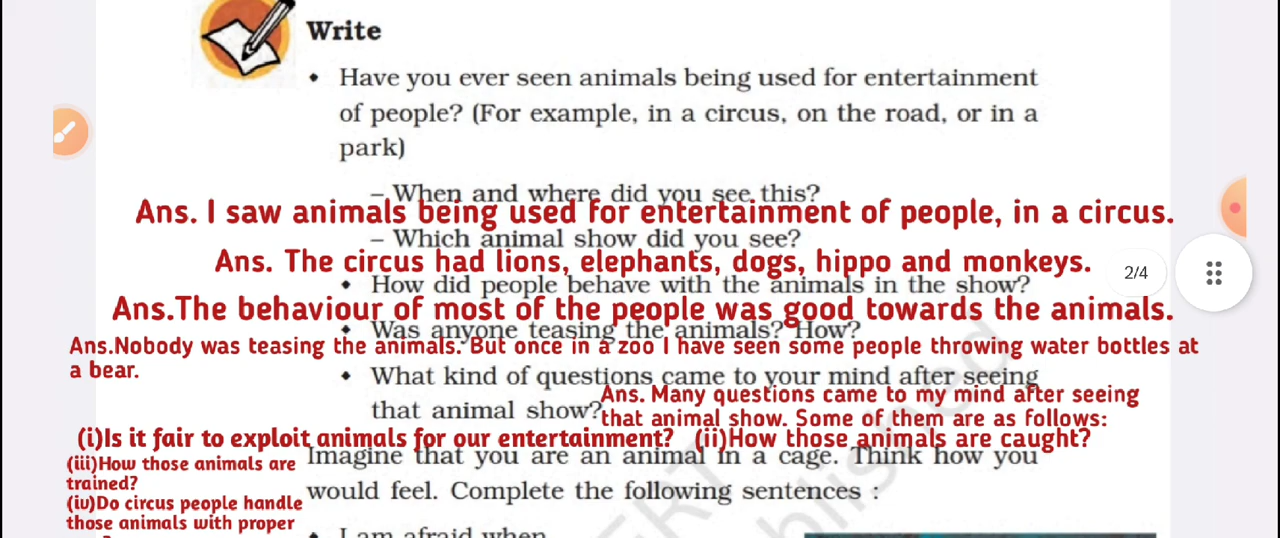 Write
• Have you ever seen animals being used for entertainment
of people? (For example, in a circus, on the road, or in a
park)
– When and where did you see this?
Ans. I saw animals being used for entertainment of people, in a circus.
– Which animal show did you see?
Ans. The circus had lions, elephants, dogs, hippo and monkeys.
2/4
• How did people behave with the animals in the show?
Ans.The behaviour of most of the people was good towards the animals.
• Was anyone teasing the animals? How?
Ans.Nobody was teasing the animals. But once in a zoo I have seen some people throwing water bottles at
a bear.
• What kind of questions came to your mind after seeing
that animal show?
Ans. Many questions came to my mind after seeing
that animal show. Some of them are as follows:
(i)Is it fair to exploit animals for our entertainment? (ii)How those animals are caught?
(iii)How those animals are
trained?
(iv)Do circus people handle
those animals with proper
Imagine that you are an animal in a cage. Think how you
would feel. Complete the following sentences :
• I am afraid when